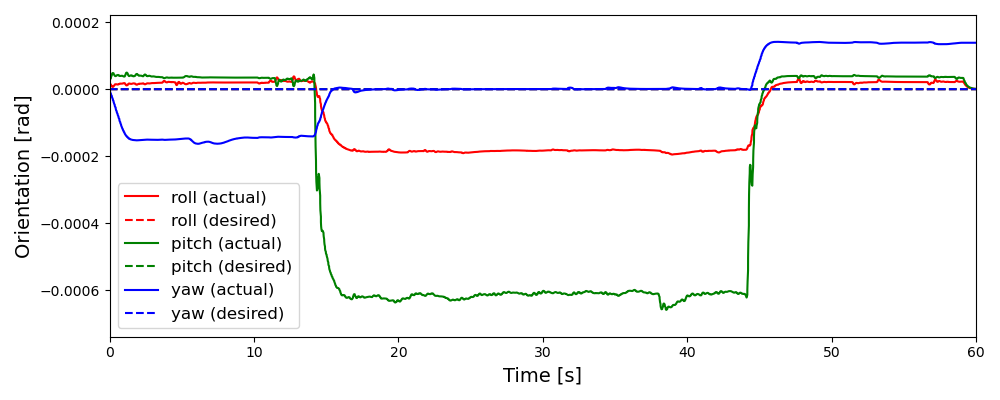 0.0002
0.0000
−0.0002
−0.0004
−0.0006
Orientation [rad]
roll (actual)
roll (desired)
pitch (actual)
pitch (desired)
yaw (actual)
yaw (desired)
0 10 20 30 40 50 60
Time [s]